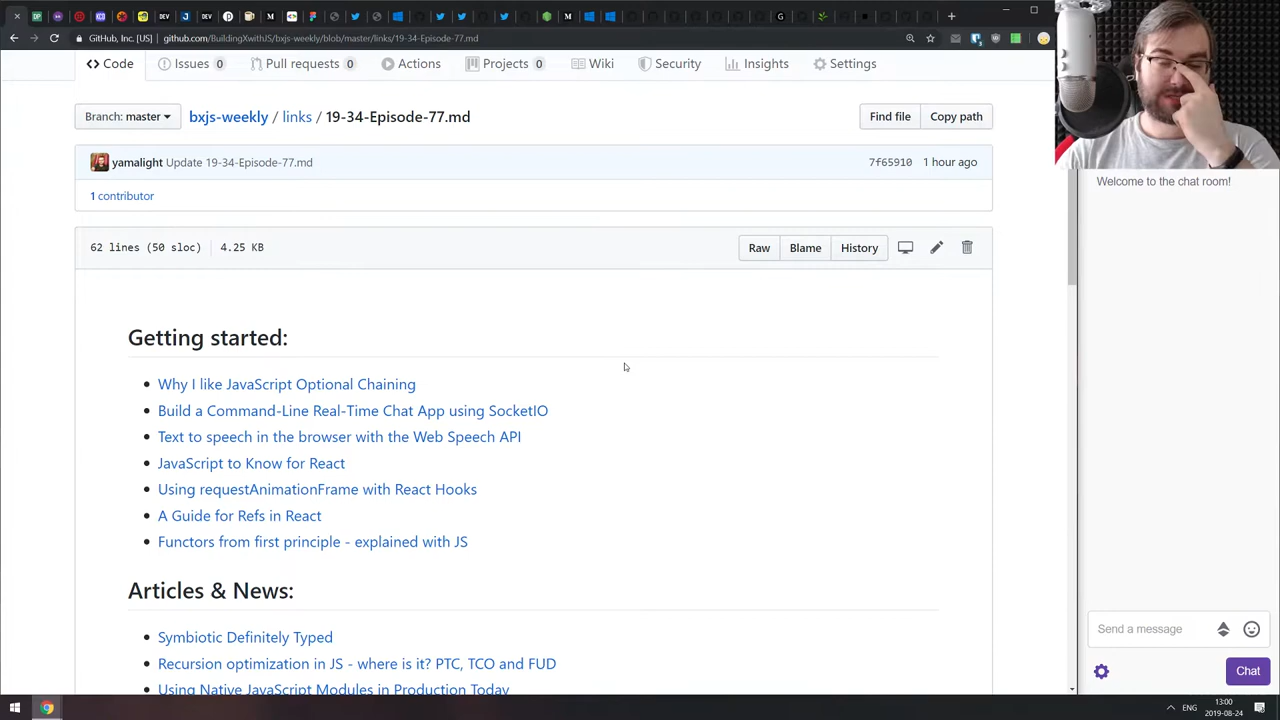 DEV
DEV
DEV
GitHub, Inc. [US]
github.com/BuildingXwithJS/bxjs-weekly/blob/master/links/19-34-Episode-77.md
Code
Issues 0
Pull requests 0
Actions
Projects 0
Wiki
Security
Insights
Settings
Branch: master
bxjs-weekly / links / 19-34-Episode-77.md
Find file
Copy path
yamalight Update 19-34-Episode-77.md
7f65910 1 hour ago
1 contributor
62 lines (50 sloc) 4.25 KB
Raw
Blame
History
Getting started:
Why I like JavaScript Optional Chaining
Build a Command-Line Real-Time Chat App using SocketIO
Text to speech in the browser with the Web Speech API
JavaScript to Know for React
Using requestAnimationFrame with React Hooks
A Guide for Refs in React
Functors from first principle - explained with JS
Articles & News:
Symbiotic Definitely Typed
Recursion optimization in JS - where is it? PTC, TCO and FUD
Using Native JavaScript Modules in Production Today
Welcome to the chat room!
Send a message
Chat
ENG
13:00
2019-08-24